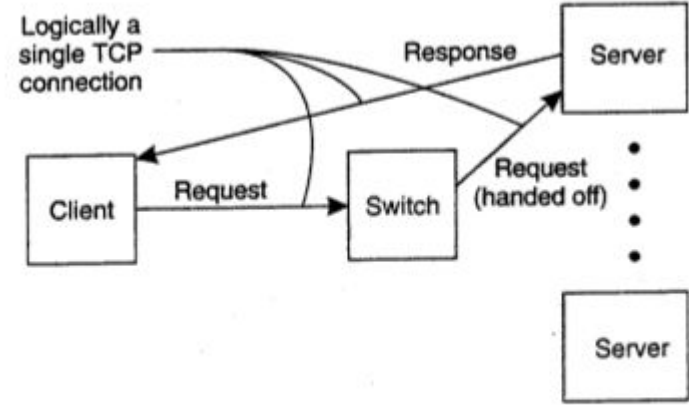 Logically a
single TCP
connection
Response
Server
Client
Request
Switch
Request
(handed off)
Server